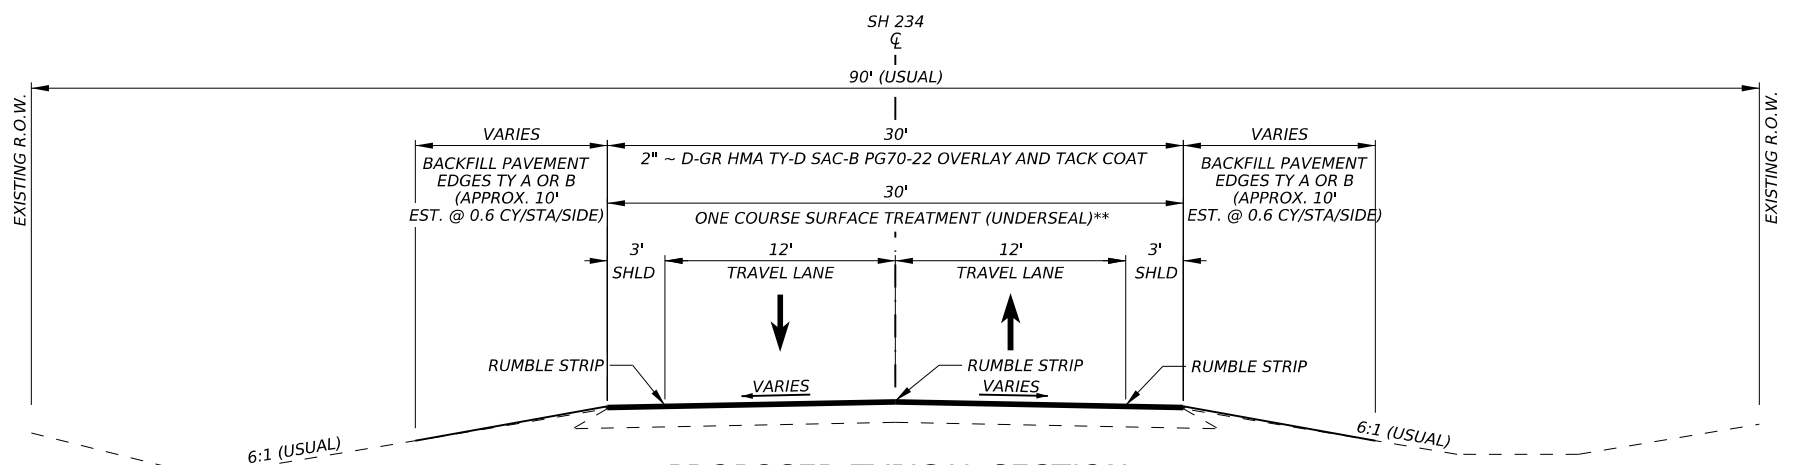 SH 234
℄
90' (USUAL)
EXISTING R.O.W.
EXISTING R.O.W.
VARIES
30'
VARIES
2" ~ D-GR HMA TY-D SAC-B PG70-22 OVERLAY AND TACK COAT
BACKFILL PAVEMENT
EDGES TY A OR B
(APPROX. 10'
EST. @ 0.6 CY/STA/SIDE)
BACKFILL PAVEMENT
EDGES TY A OR B
(APPROX. 10'
EST. @ 0.6 CY/STA/SIDE)
30'
ONE COURSE SURFACE TREATMENT (UNDERSEAL)**
3'
12'
12'
3'
SHLD
TRAVEL LANE
TRAVEL LANE
SHLD
RUMBLE STRIP
RUMBLE STRIP
RUMBLE STRIP
VARIES
VARIES
6:1 (USUAL)
6:1 (USUAL)